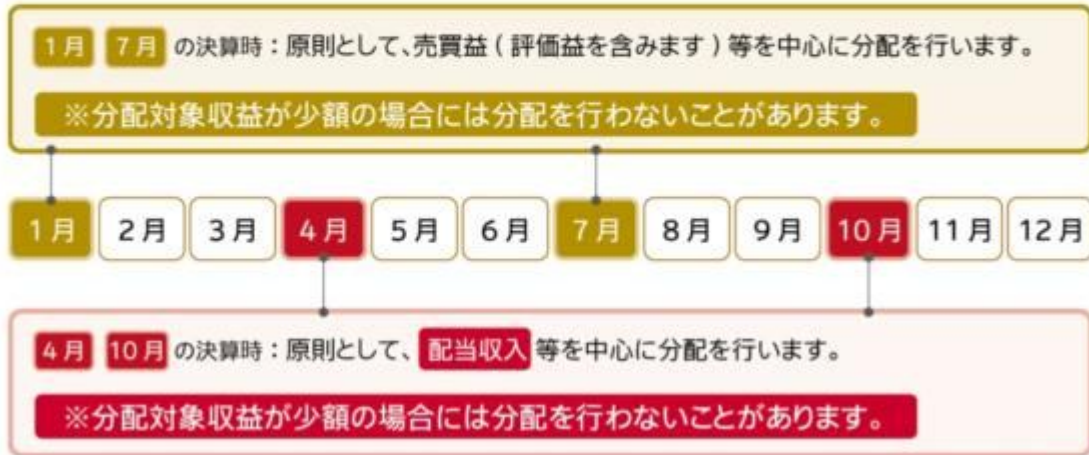 1月 7月 の決算時：原則として、売買益(評価益を含みます)等を中心に分配を行います。
※分配対象収益が少額の場合には分配を行わないことがあります。
1月 2月 3月 4月 5月 6月 7月 8月 9月 10月 11月 12月
4月 10月 の決算時：原則として、配当収入等を中心に分配を行います。
※分配対象収益が少額の場合には分配を行わないことがあります。